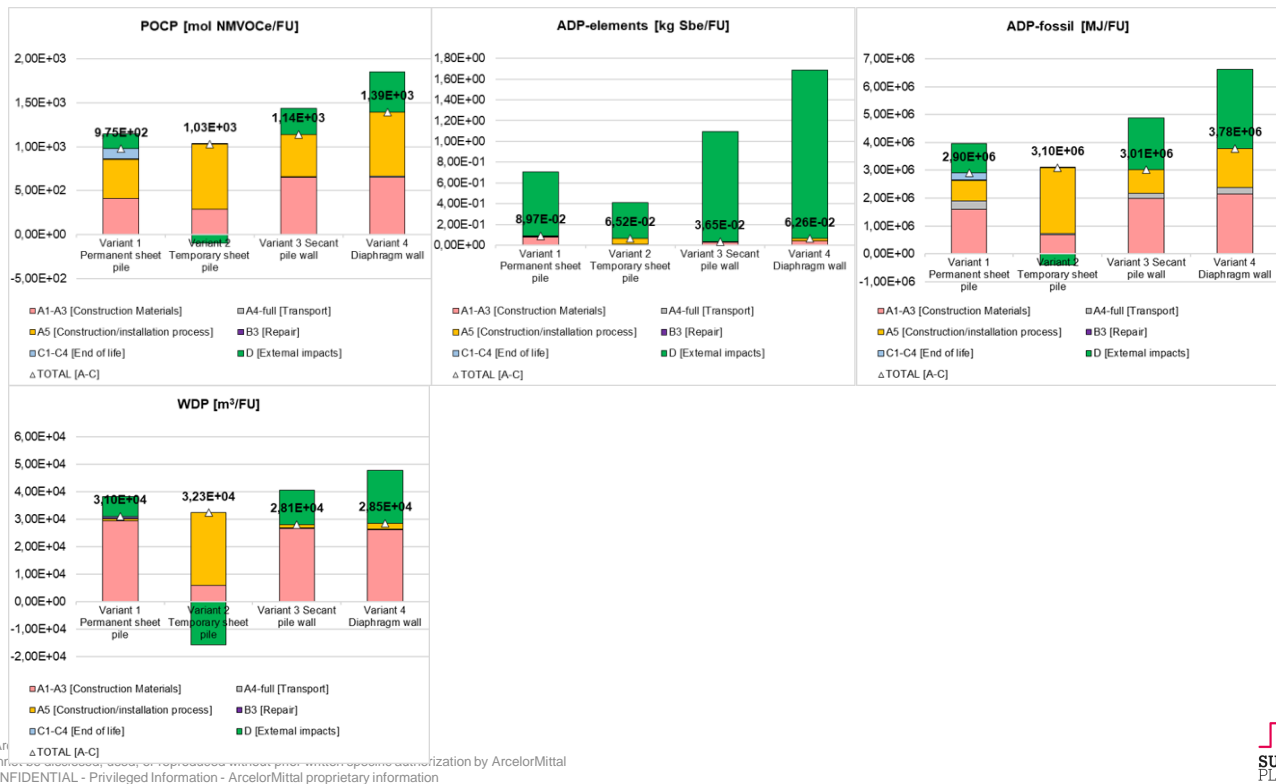 POCP [mol NMVOCe/FU]
2,00E+03
1,50E+03
1,00E+03
5,00E+02
0,00E+00
-5,00E+02
9,75E+02
1,03E+03
1,14E+03
1,39E+03
Variant 1 Permanent sheet pile
Variant 2 Temporary sheet pile
Variant 3 Secant pile wall
Variant 4 Diaphragm wall
A1-A3 [Construction Materials]
A4-full [Transport]
A5 [Construction/installation process]
B3 [Repair]
C1-C4 [End of life]
D [External impacts]
TOTAL [A-C]
ADP-elements [kg Sbe/FU]
1,80E+00
1,60E+00
1,40E+00
1,20E+00
1,00E+00
8,00E-01
6,00E-01
4,00E-01
2,00E-01
0,00E+00
8,97E-02
6,52E-02
3,65E-02
6,26E-02
Variant 1 Permanent sheet pile
Variant 2 Temporary sheet pile
Variant 3 Secant pile wall
Variant 4 Diaphragm wall
A1-A3 [Construction Materials]
A4-full [Transport]
A5 [Construction/installation process]
B3 [Repair]
C1-C4 [End of life]
D [External impacts]
TOTAL [A-C]
ADP-fossil [MJ/FU]
7,00E+06
6,00E+06
5,00E+06
4,00E+06
3,00E+06
2,00E+06
1,00E+06
0,00E+00
-1,00E+06
2,90E+06
3,10E+06
3,01E+06
3,78E+06
Variant 1 Permanent sheet pile
Variant 2 Temporary sheet pile
Variant 3 Secant pile wall
Variant 4 Diaphragm wall
A1-A3 [Construction Materials]
A4-full [Transport]
A5 [Construction/installation process]
B3 [Repair]
C1-C4 [End of life]
D [External impacts]
TOTAL [A-C]
WDP [m³/FU]
6,00E+04
5,00E+04
4,00E+04
3,00E+04
2,00E+04
1,00E+04
0,00E+00
-1,00E+04
-2,00E+04
3,10E+04
3,23E+04
2,81E+04
2,85E+04
Variant 1 Permanent sheet pile
Variant 2 Temporary sheet pile
Variant 3 Secant pile wall
Variant 4 Diaphragm wall
A1-A3 [Construction Materials]
A4-full [Transport]
A5 [Construction/installation process]
B3 [Repair]
C1-C4 [End of life]
D [External impacts]
TOTAL [A-C]
by ArcelorMittal
NFIDENTIAL - Privileged Information - ArcelorMittal proprietary information
SU
PL